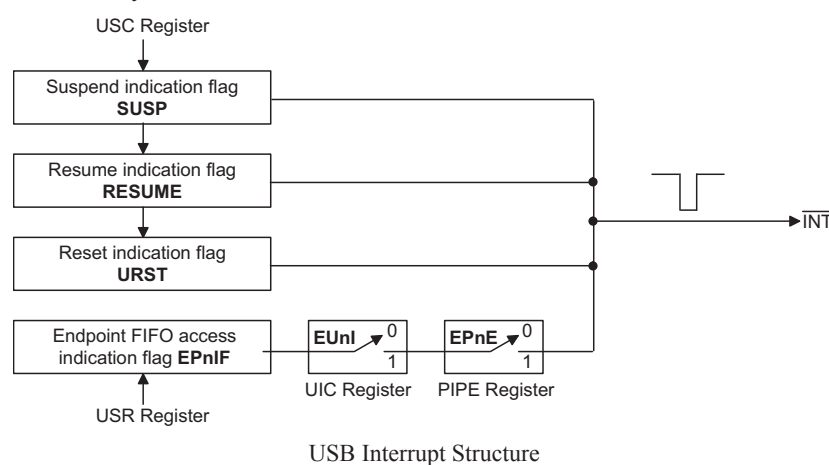 USC Register
Suspend indication flag
SUSP
Resume indication flag
RESUME
INT
Reset indication flag
URST
Endpoint FIFO access
indication flag EPnIF
EUnI 0
1
EPnE 0
1
UIC Register
PIPE Register
USR Register
USB Interrupt Structure